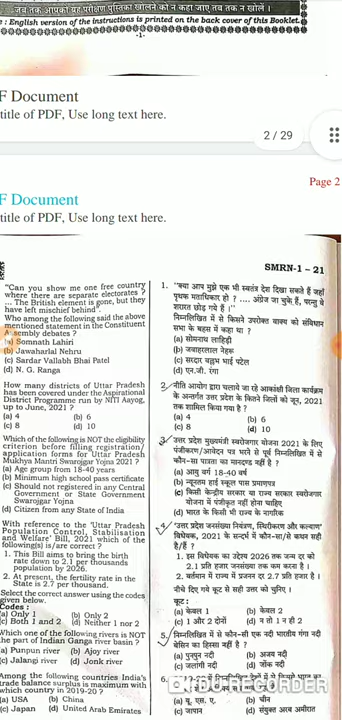 जब तक आपको यह परीक्षण पुस्तिका खोलने को न कहा जाए तब तक न खोलें।
: English version of the instructions is printed on the back cover of this Booklet.
-1-
F Document
title of PDF, Use long text here.
2 / 29
Page 2
F Document
title of PDF, Use long text here.
SMRN-1 – 21
"Can you show me one free country
where there are separate electorates ?
... The British element is gone, but they
have left mischief behind".
Who among the following said the above
mentioned statement in the Constituent
Assembly debates ?
(a) Somnath Lahiri
(b) Jawaharlal Nehru
(c) Sardar Vallabh Bhai Patel
(d) N. G. Ranga
How many districts of Uttar Pradesh
has been covered under the Aspirational
District Programme run by NITI Aayog,
up to June, 2021 ?
(a) 4 (b) 6
(c) 8 (d) 10
Which of the following is NOT the eligibility
criterion before filling registration/
application forms for Uttar Pradesh
Mukhya Mantri Swarojgar Yojna 2021 ?
(a) Age group from 18-40 years
(b) Minimum high school pass certificate
(c) Should not registered in any Central
Government or State Government
Swarojgar Yojna
(d) Citizen from any State of India
With reference to the 'Uttar Pradesh
Population Control, Stabilisation
and Welfare' Bill, 2021 which of the
following(s) is/are correct ?
1. This Bill aims to bring the birth
rate down to 2.1 per thousands
population by 2026.
2. At present, the fertility rate in the
State is 2.7 per thousand.
Select the correct answer using the codes
given below.
Codes :
(a) Only 1 (b) Only 2
(c) Both 1 and 2 (d) Neither 1 nor 2
Which one of the following rivers is NOT
the part of Indian Ganga river basin ?
(a) Punpun river (b) Ajoy river
(c) Jalangi river (d) Jonk river
Among the following countries India's
trade balance surplus is maximum with
which country in 2019-20 ?
(a) USA (b) China
(c) Japan (d) United Arab Emirates
1. "क्या आप मुझे एक भी स्वतंत्र देश दिखा सकते हैं जहाँ
पृथक मताधिकार हो ? .... अंग्रेज जा चुके हैं, परन्तु वे
शरारत छोड़ गये हैं ।"
निम्नलिखित में से किसने उपरोक्त वाक्य को संविधान
सभा के बहस में कहा था ?
(a) सोमनाथ लाहिड़ी
(b) जवाहरलाल नेहरू
(c) सरदार वल्लभ भाई पटेल
(d) एन.जी. रंगा
2. नीति आयोग द्वारा चलाये जा रहे आकांक्षी जिला कार्यक्रम
के अन्तर्गत उत्तर प्रदेश के कितने जिलों को जून, 2021
तक शामिल किया गया है ?
(a) 4 (b) 6
(c) 8 (d) 10
3. उत्तर प्रदेश मुख्यमंत्री स्वरोजगार योजना 2021 के लिए
पंजीकरण/आवेदन पत्र भरने से पूर्व निम्नलिखित में से
कौन-सा पात्रता का मानदण्ड नहीं है ?
(a) आयु वर्ग 18-40 वर्ष
(b) न्यूनतम हाई स्कूल पास प्रमाणपत्र
(c) किसी केन्द्रीय सरकार या राज्य सरकार स्वरोजगार
योजना में पंजीकृत नहीं होना चाहिए
(d) भारत के किसी भी राज्य के नागरिक
4. 'उत्तर प्रदेश जनसंख्या नियंत्रण, स्थिरीकरण और कल्याण'
विधेयक, 2021 के सन्दर्भ में कौन-सा/से कथन सही
है/हैं ?
1. इस विधेयक का उद्देश्य 2026 तक जन्म दर को
2.1 प्रति हजार जनसंख्या तक कम करना है ।
2. वर्तमान में राज्य में प्रजनन दर 2.7 प्रति हजार है ।
नीचे दिए गये कूट से सही उत्तर को चुनिए ।
कूट :
(a) केवल 1 (b) केवल 2
(c) 1 और 2 दोनों (d) न तो 1 न ही 2
5. निम्नलिखित में से कौन-सी एक नदी भारतीय गंगा नदी
बेसिन का हिस्सा नहीं है ?
(a) पुनपुन नदी (b) अजय नदी
(c) जलांगी नदी (d) जोंक नदी
6.
DU RECORDER
(a) यू. एस. ए. (b) चीन
(c) जापान (d) संयुक्त अरब अमीरात